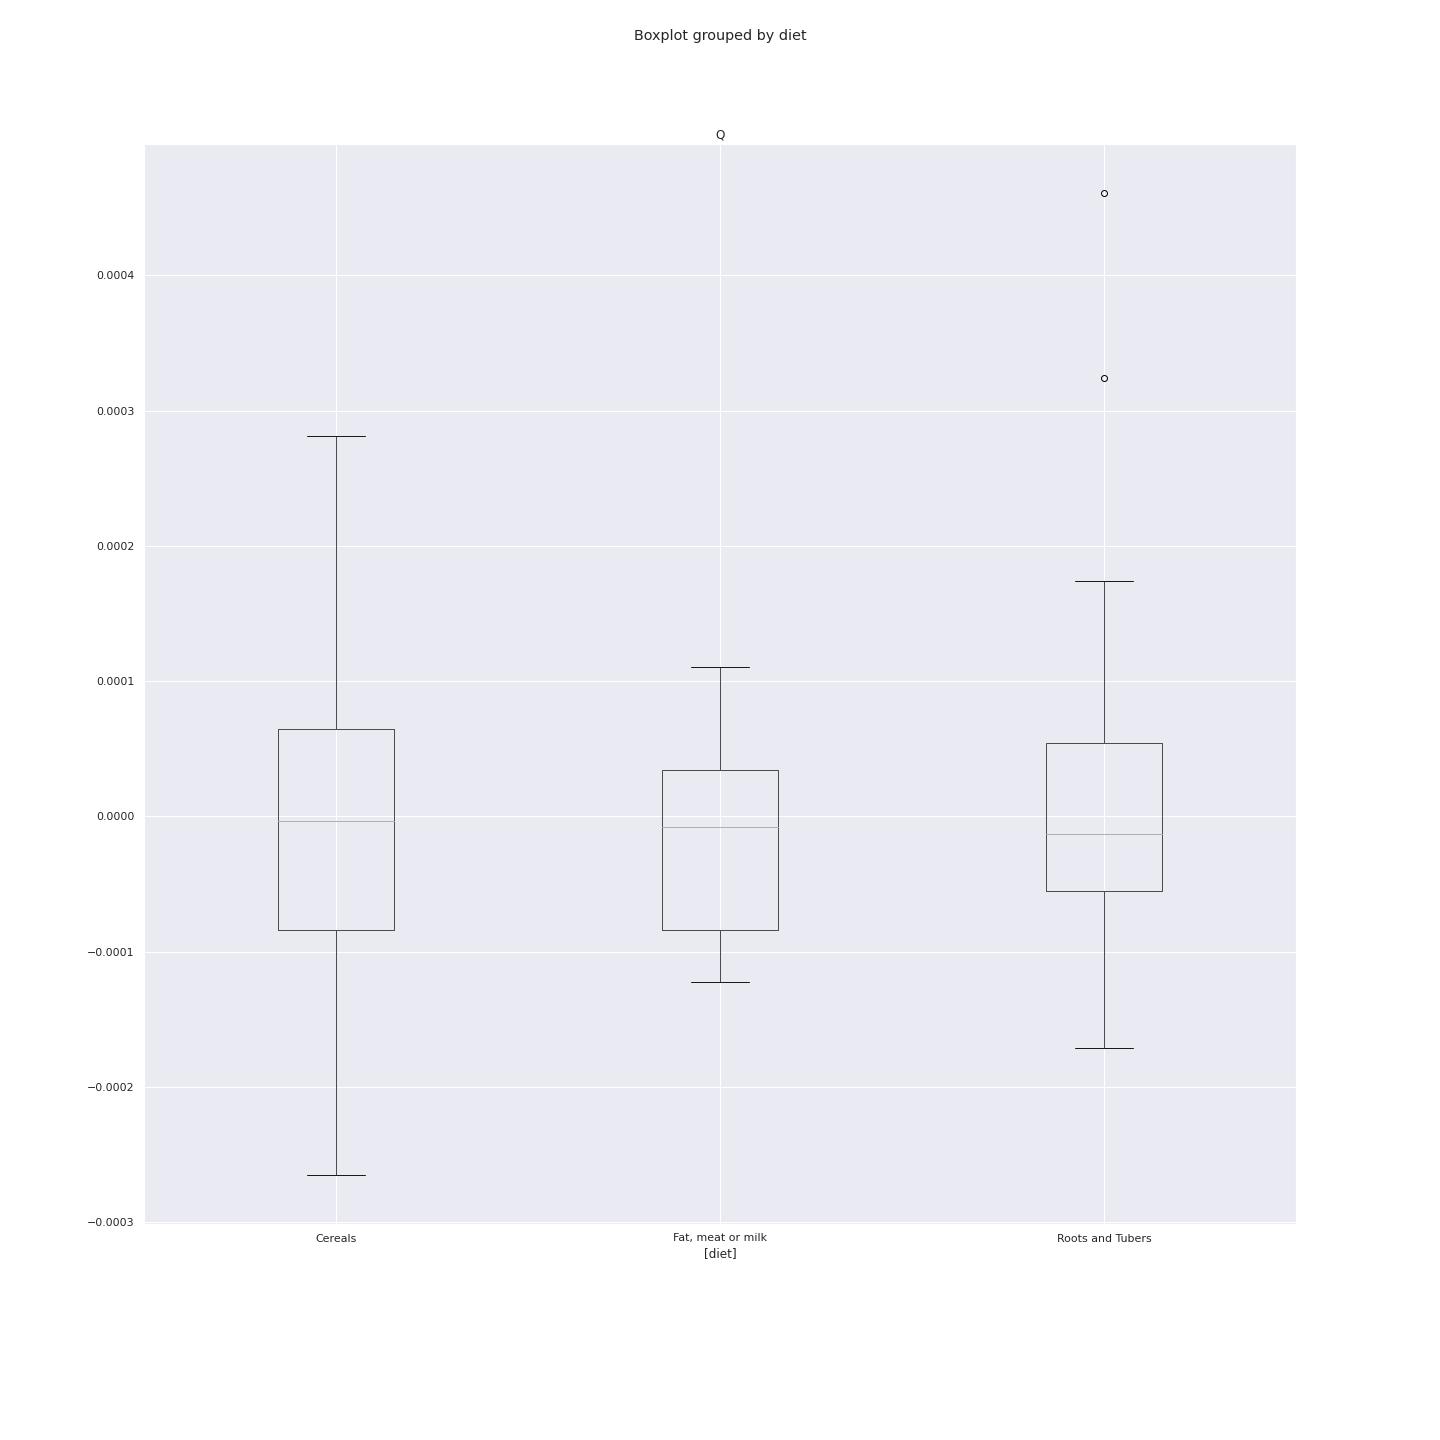 Boxplot grouped by diet
Q
0.0004
0.0003
0.0002
0.0001
0.0000
−0.0001
−0.0002
−0.0003
Cereals
Fat, meat or milk
Roots and Tubers
[diet]